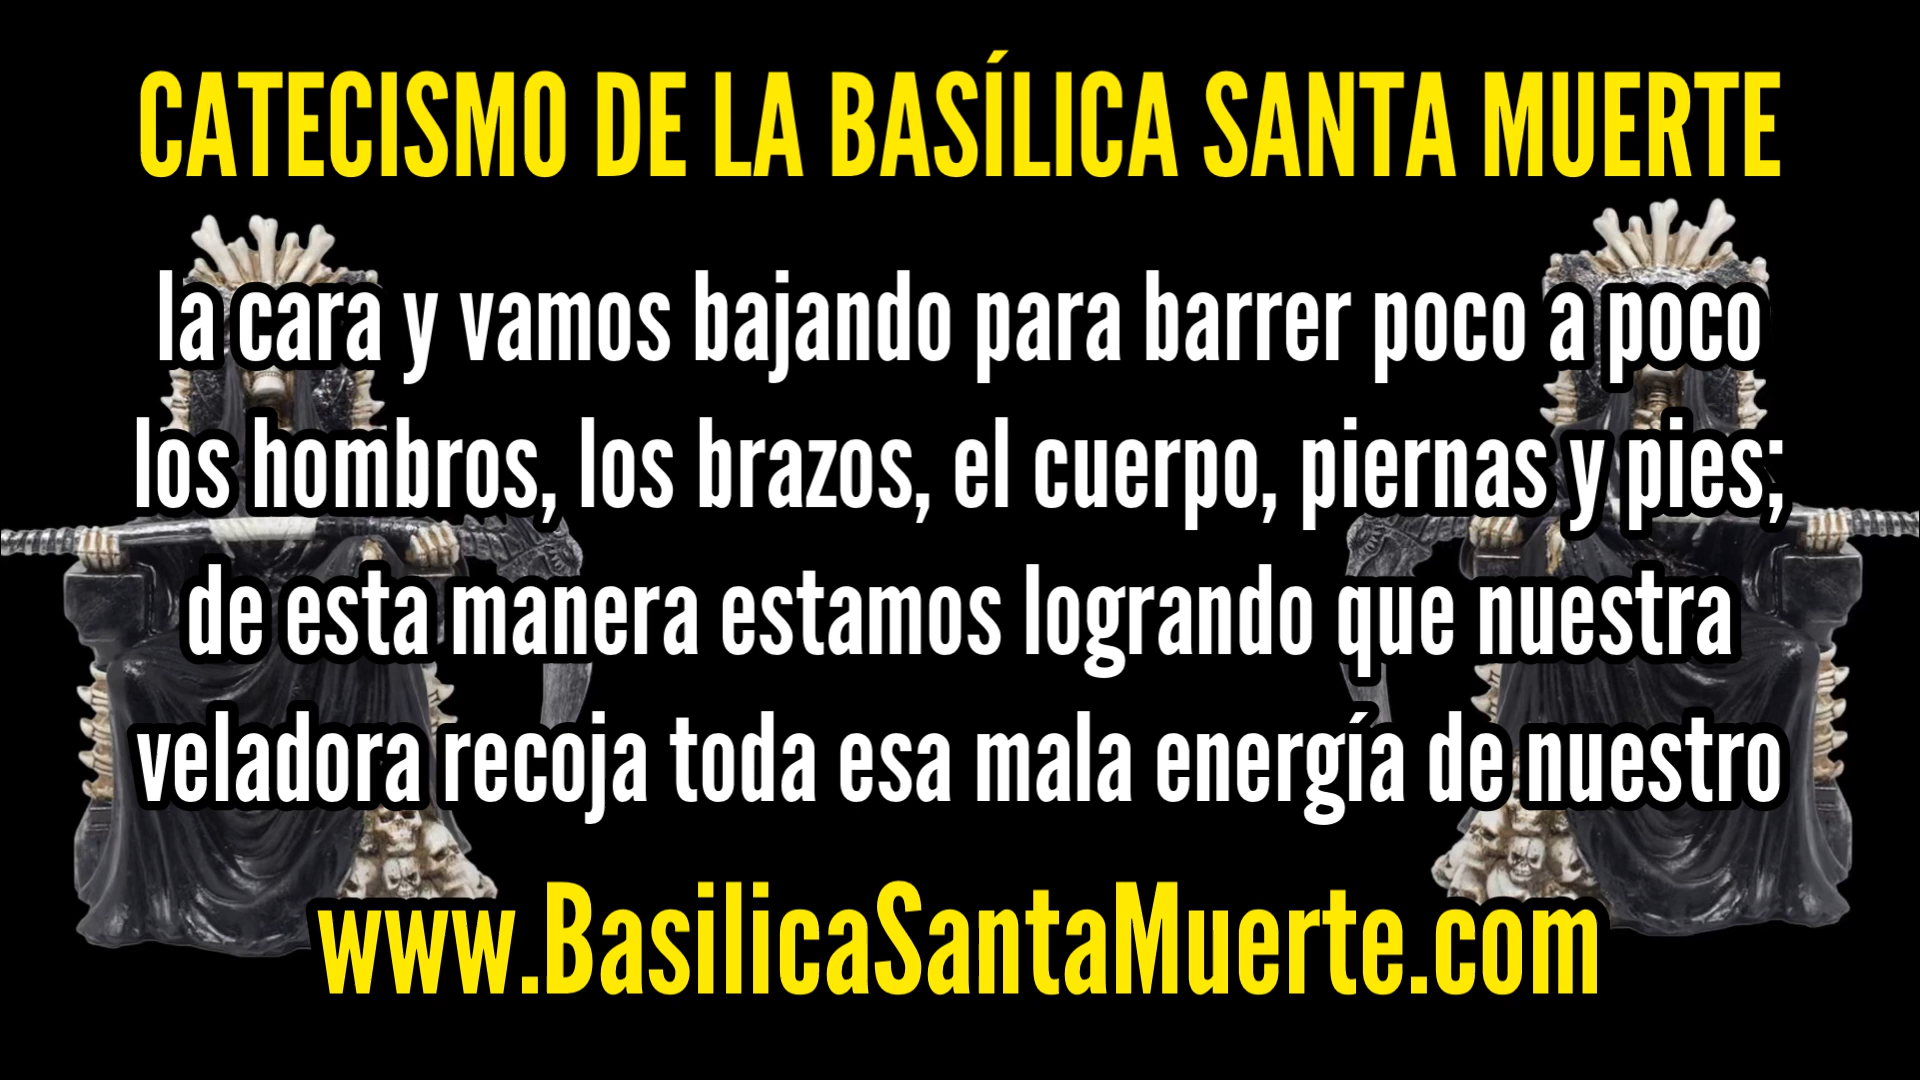 CATECISMO DE LA BASÍLICA SANTA MUERTE
la cara y vamos bajando para barrer poco a poco
los hombros, los brazos, el cuerpo, piernas y pies;
de esta manera estamos logrando que nuestra
veladora recoja toda esa mala energía de nuestro
www.BasilicaSantaMuerte.com